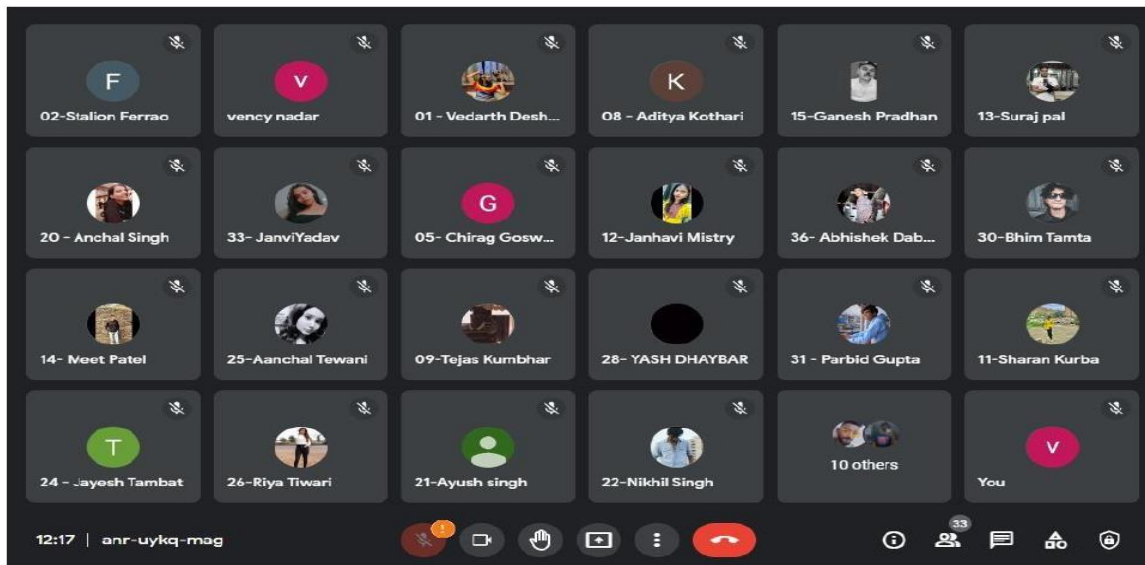 F
02-Stalion Ferrao
v
vency nadar
01 - Vedarth Desh...
K
08 - Aditya Kothari
15-Ganesh Pradhan
13-Suraj pal
20 - Anchal Singh
33- JanviYadav
G
05- Chirag Gosw...
12-Janhavi Mistry
36- Abhishek Dab...
30-Bhim Tamta
14- Meet Patel
25-Aanchal Tewani
09-Tejas Kumbhar
28- YASH DHAYBAR
31 - Parbid Gupta
11-Sharan Kurba
T
24 - Jayesh Tambat
26-Riya Tiwari
21-Ayush singh
22-Nikhil Singh
10 others
v
You
12:17 | anr-uykq-mag
!
33